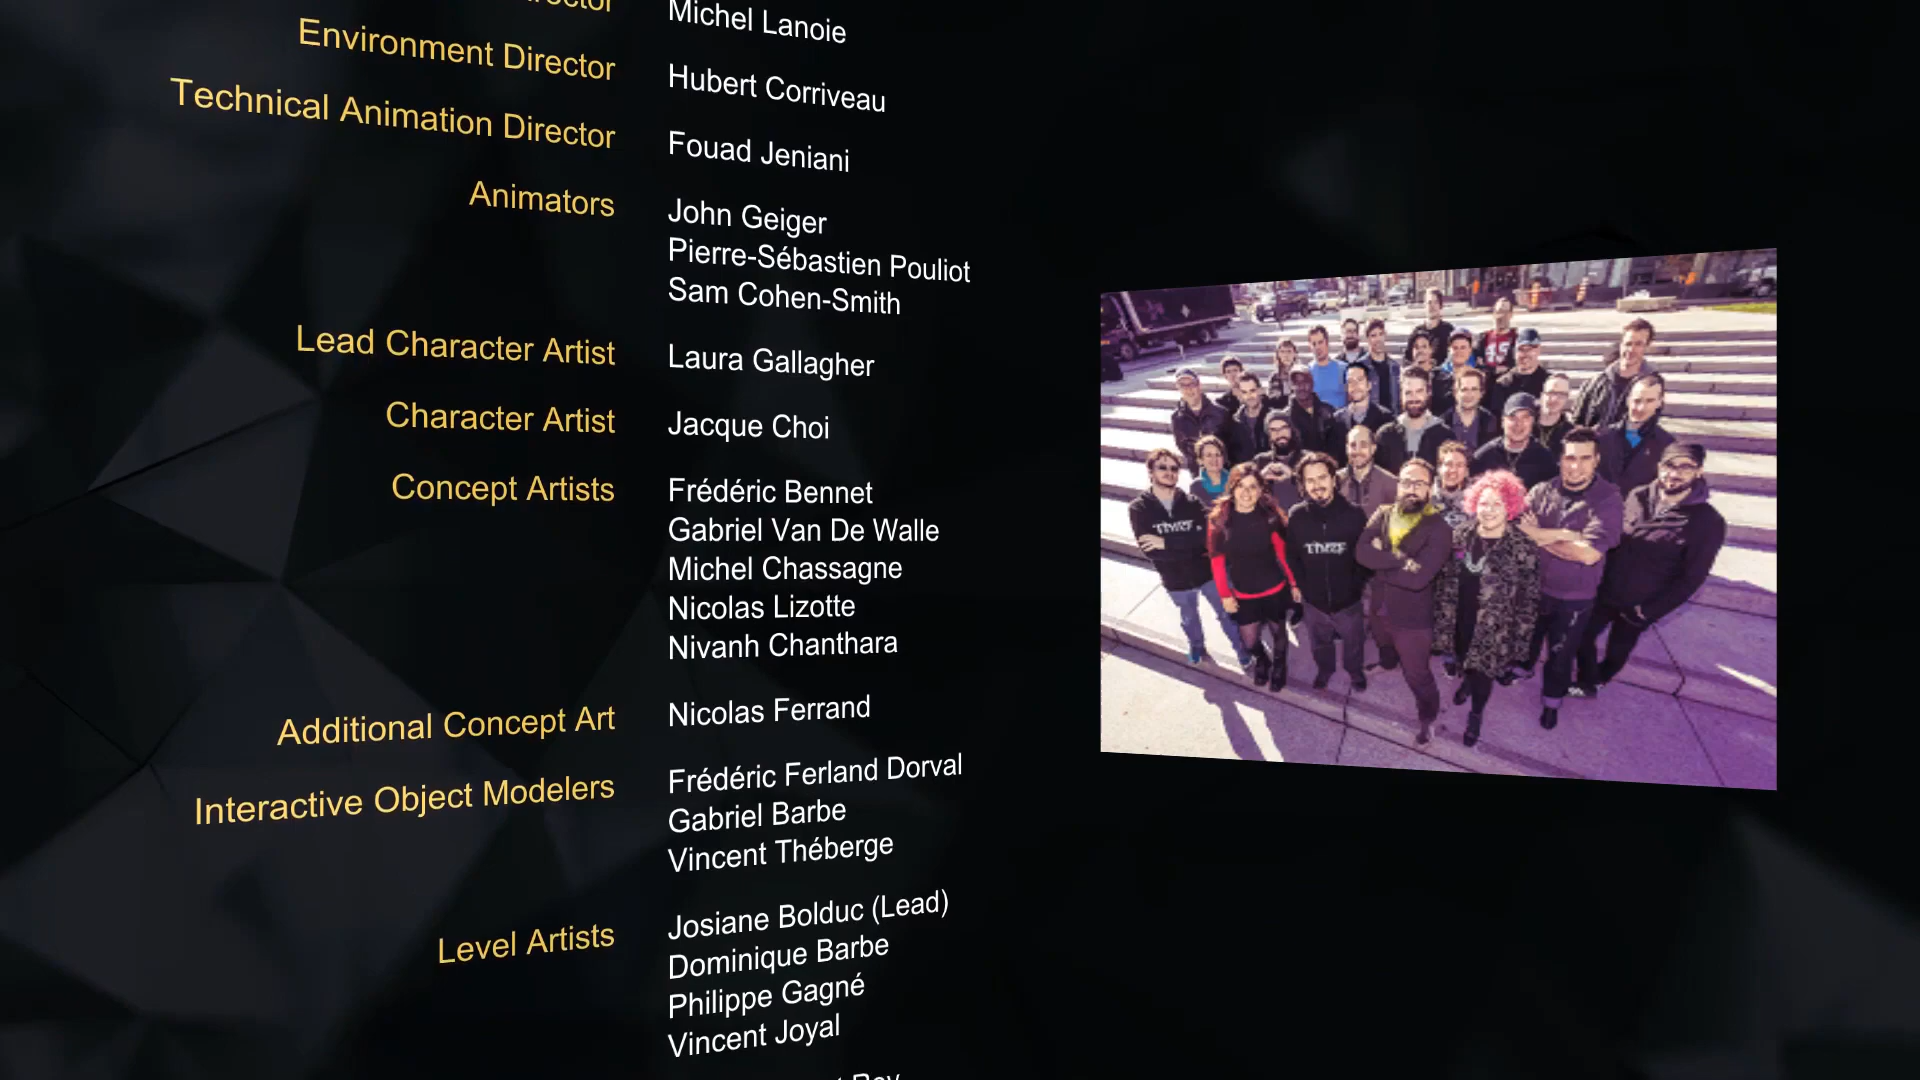 Michel Lanoie
Environment Director
Hubert Corriveau
Technical Animation Director
Fouad Jeniani
Animators
John Geiger
Pierre-Sébastien Pouliot
Sam Cohen-Smith
Lead Character Artist
Laura Gallagher
Character Artist
Jacque Choi
Concept Artists
Frédéric Bennet
Gabriel Van De Walle
Michel Chassagne
Nicolas Lizotte
Nivanh Chanthara
Additional Concept Art
Nicolas Ferrand
Interactive Object Modelers
Frédéric Ferland Dorval
Gabriel Barbe
Vincent Théberge
Level Artists
Josiane Bolduc (Lead)
Dominique Barbe
Philippe Gagné
Vincent Joyal
THIEF
THIEF